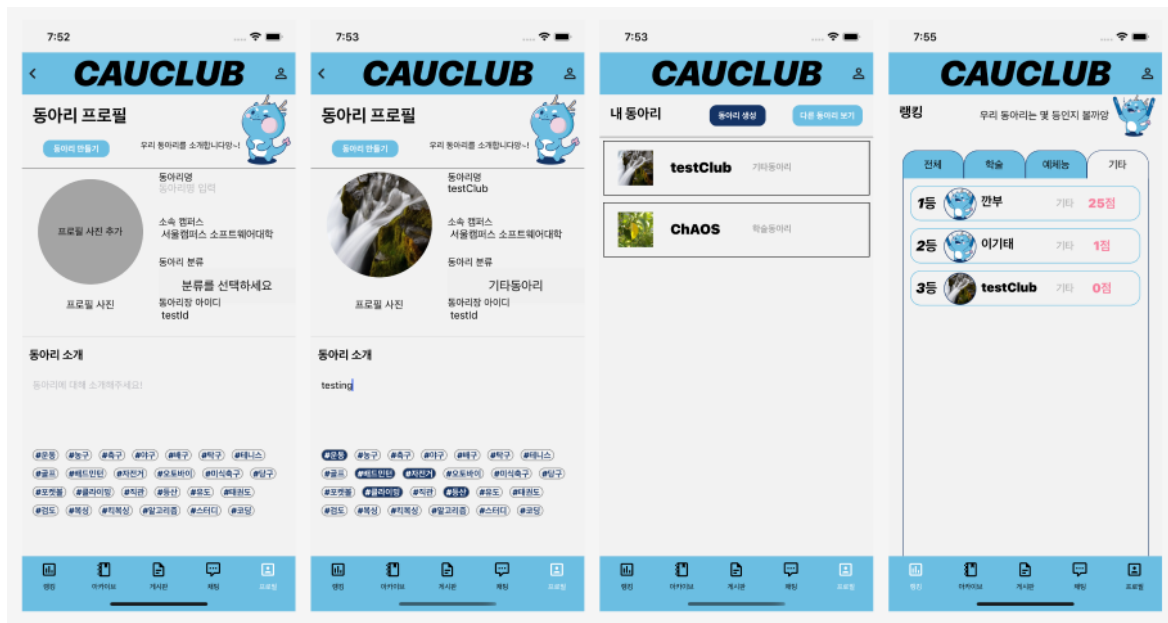 7:52
CAUCLUB
동아리 프로필
동아리 만들기
우리 동아리를 소개합니다앙~!
프로필 사진 추가
프로필 사진
동아리명
동아리명 입력
소속 캠퍼스
서울캠퍼스 소프트웨어대학
동아리 분류
분류를 선택하세요
동아리장 아이디
testId
동아리 소개
동아리에 대해 소개해주세요!
#운동 #농구 #축구 #야구 #배구 #탁구 #테니스
#골프 #배드민턴 #자전거 #오토바이 #미식축구 #당구
#포켓볼 #클라이밍 #직관 #등산 #유도 #태권도
#검도 #복싱 #킥복싱 #알고리즘 #스터디 #코딩
랭킹 아카이브 게시판 채팅 프로필
7:53
CAUCLUB
동아리 프로필
동아리 만들기
우리 동아리를 소개합니다앙~!
프로필 사진
동아리명
testClub
소속 캠퍼스
서울캠퍼스 소프트웨어대학
동아리 분류
기타동아리
동아리장 아이디
testId
동아리 소개
testing
#운동 #농구 #축구 #야구 #배구 #탁구 #테니스
#골프 #배드민턴 #자전거 #오토바이 #미식축구 #당구
#포켓볼 #클라이밍 #직관 #등산 #유도 #태권도
#검도 #복싱 #킥복싱 #알고리즘 #스터디 #코딩
랭킹 아카이브 게시판 채팅 프로필
7:53
CAUCLUB
내 동아리
동아리 생성
다른 동아리 보기
testClub 기타동아리
ChAOS 학술동아리
랭킹 아카이브 게시판 채팅 프로필
7:55
CAUCLUB
랭킹
우리 동아리는 몇 등인지 볼까앙
전체 학술 예체능 기타
1등 깐부 기타 25점
2등 이기태 기타 1점
3등 testClub 기타 0점
랭킹 아카이브 게시판 채팅 프로필